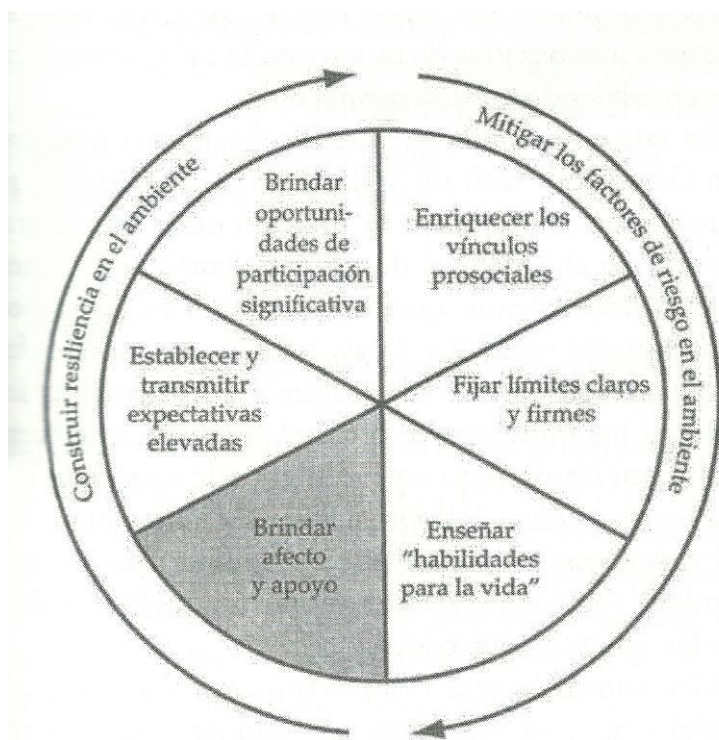 Construir resiliencia en el ambiente
Mitigar los factores de riesgo en el ambiente
Brindar
oportuni-
dades de
participación
significativa
Enriquecer los
vínculos
prosociales
Establecer y
transmitir
expectativas
elevadas
Fijar límites claros
y firmes
Brindar
afecto
y apoyo
Enseñar
"habilidades
para la vida"